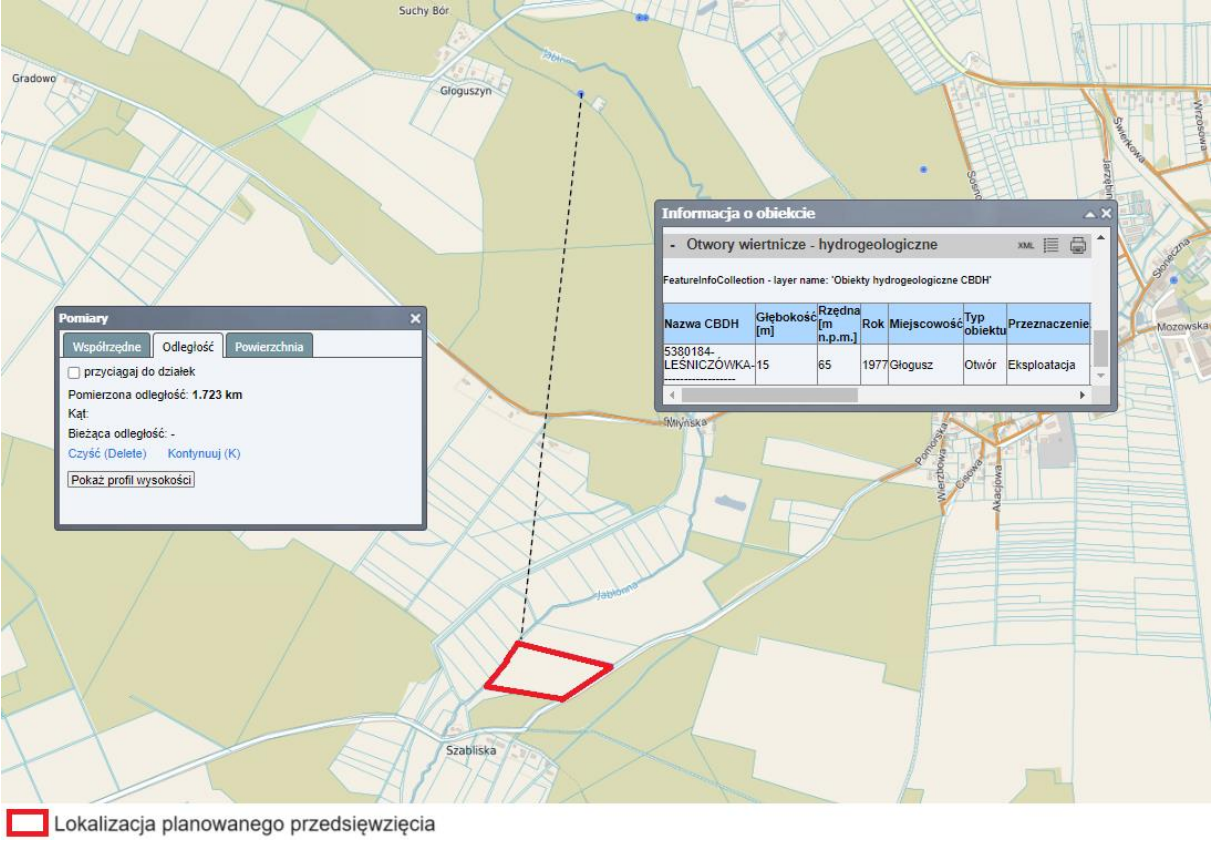 Suchy Bór
Jabłonna
Gradowo
Głoguszyn
Wrzosowa
Świerkowa
Jarzębin
Sosno
Słoneczna
Mozowska
Informacja o obiekcie
- Otwory wiertnicze - hydrogeologiczne XML
FeatureInfoCollection - layer name: 'Obiekty hydrogeologiczne CBDH'
Nazwa CBDH Głębokość [m] Rzędna [m n.p.m.] Rok Miejscowość Typ obiektu Przeznaczenie
5380184-LEŚNICZÓWKA------------------- 15 65 1977 Głogusz Otwór Eksploatacja
Pomiary
Współrzędne Odległość Powierzchnia
przyciągaj do działek
Pomierzona odległość: 1.723 km
Kąt:
Bieżąca odległość: -
Czyść (Delete) Kontynuuj (K)
Pokaż profil wysokości
Młyńska
Pomorska
Wierzbowa
Cisowa
Akacjowa
Jabłonna
Szabliska
Lokalizacja planowanego przedsięwzięcia